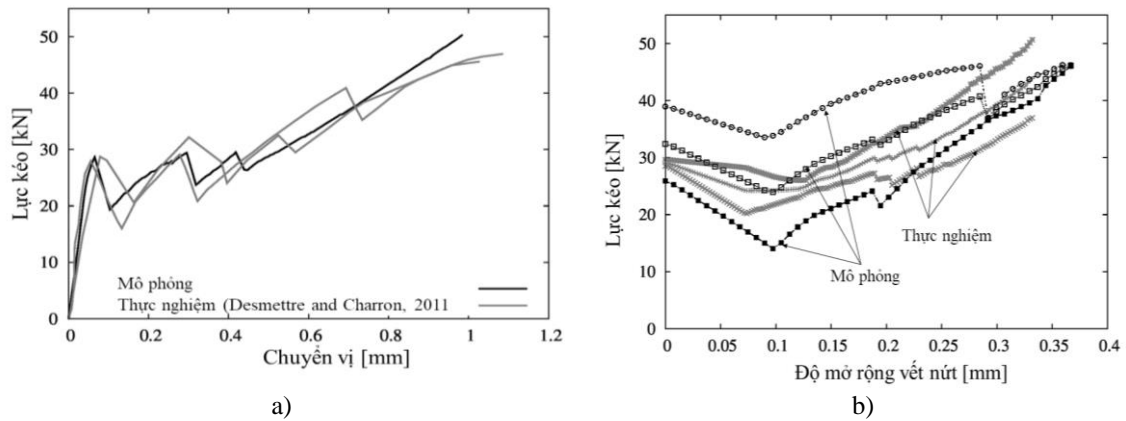 Lực kéo [kN]
50
40
30
20
10
0
Mô phỏng
Thực nghiệm (Desmettre and Charron, 2011
0 0.2 0.4 0.6 0.8 1 1.2
Chuyển vị [mm]
a)
Lực kéo [kN]
50
40
30
20
10
0
Thực nghiệm
Mô phỏng
0 0.05 0.1 0.15 0.2 0.25 0.3 0.35 0.4
Độ mở rộng vết nứt [mm]
b)